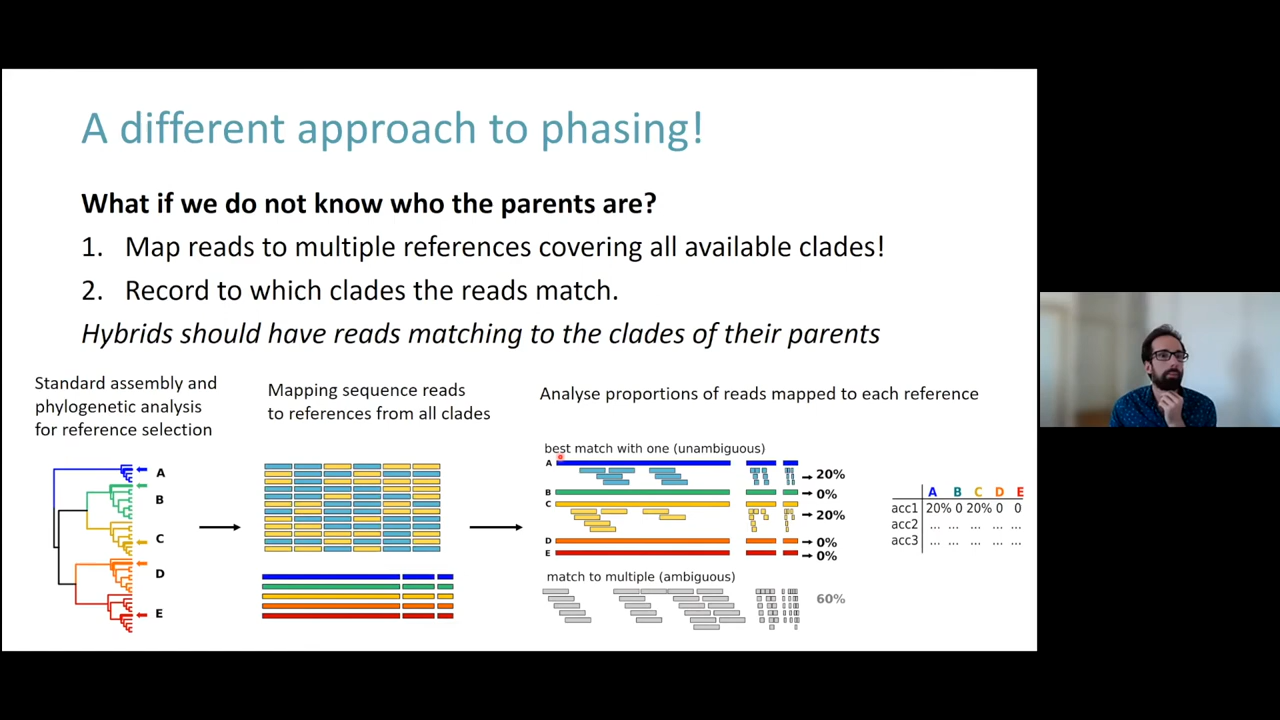 A different approach to phasing!
What if we do not know who the parents are?
1. Map reads to multiple references covering all available clades!
2. Record to which clades the reads match.
Hybrids should have reads matching to the clades of their parents
Standard assembly and
phylogenetic analysis
for reference selection
Mapping sequence reads
to references from all clades
Analyse proportions of reads mapped to each reference
A
B
C
D
E
best match with one (unambiguous)
A 20%
B 0%
C 20%
D 0%
E 0%
match to multiple (ambiguous)
60%
A B C D E
acc1 20% 0 20% 0 0
acc2 ... ... ... ... ...
acc3 ... ... ... ... ...